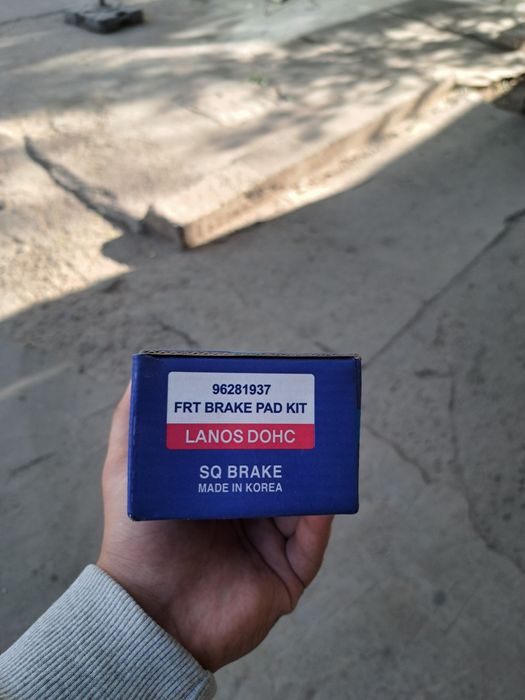 96281937
FRT BRAKE PAD KIT
LANOS DOHC
SQ BRAKE
MADE IN KOREA